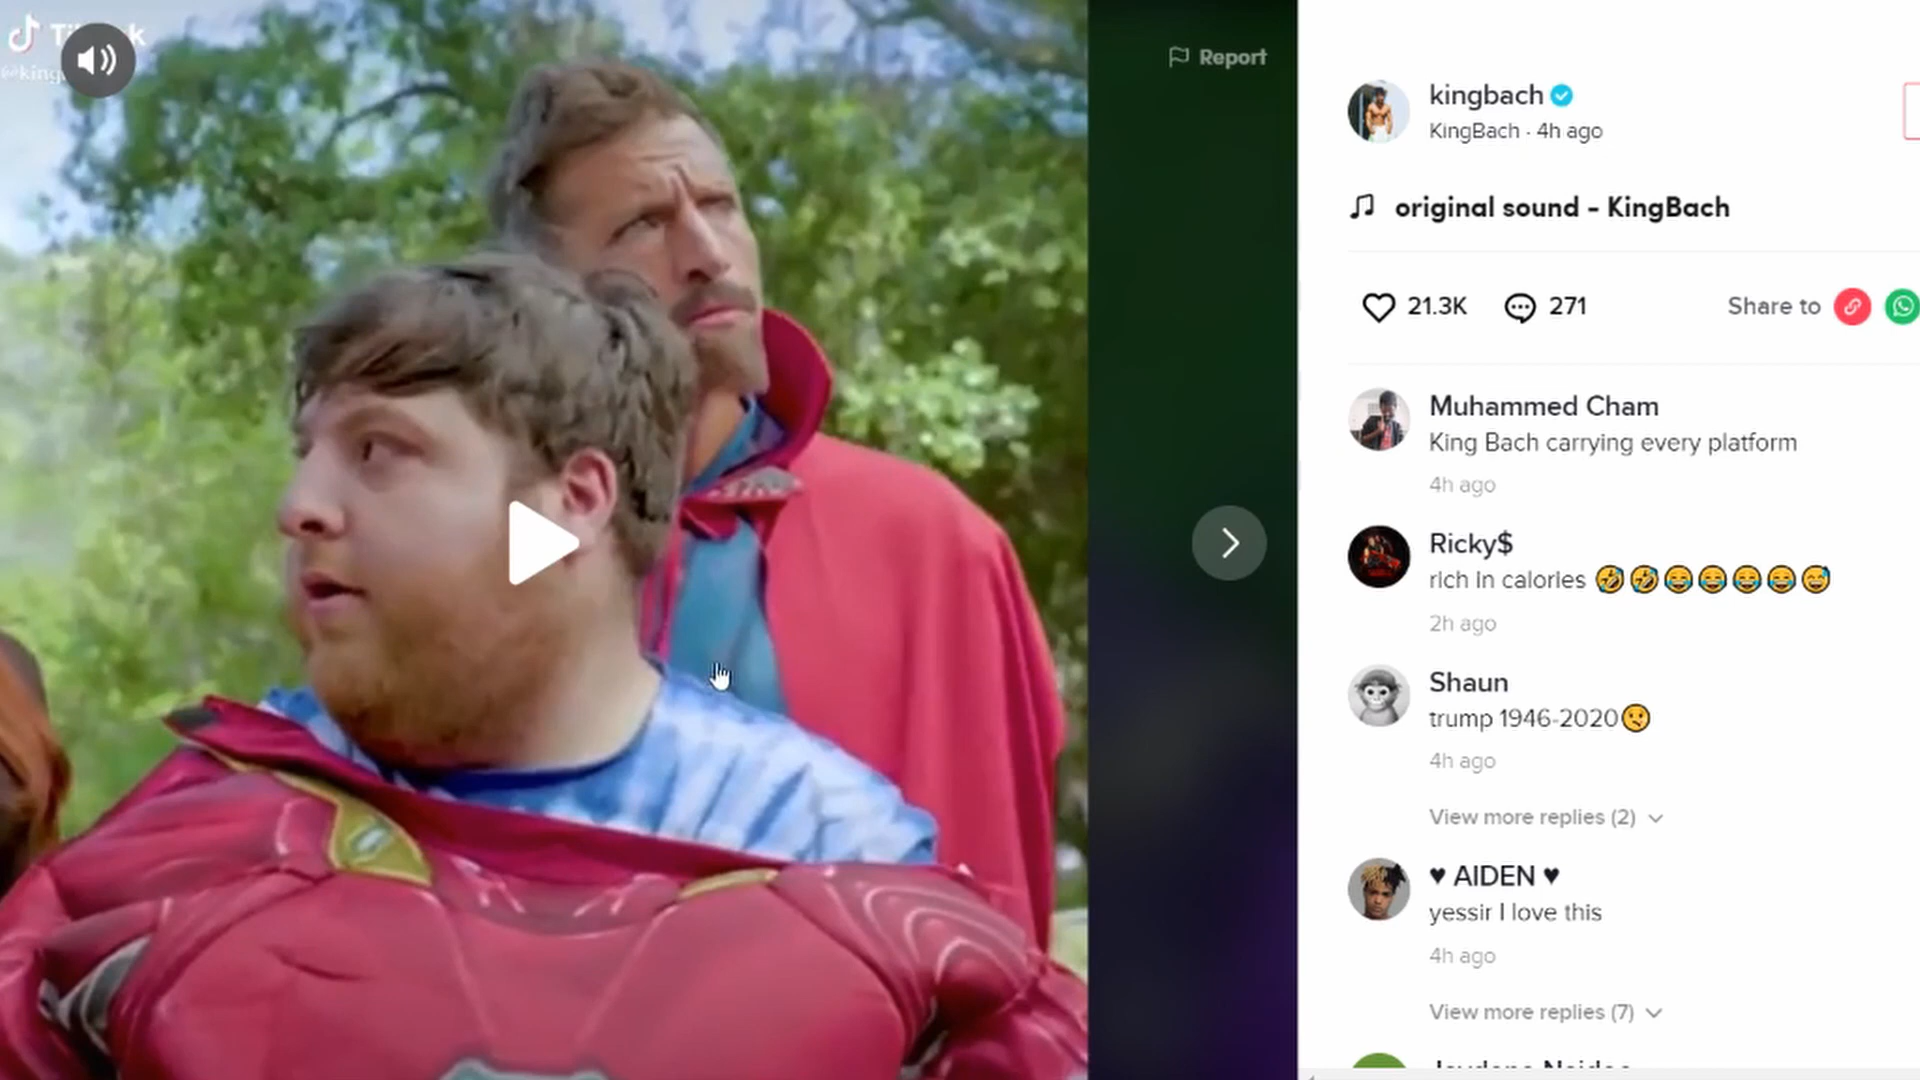 @king
Report
kingbach
KingBach · 4h ago
original sound - KingBach
21.3K
271
Share to
Muhammed Cham
King Bach carrying every platform
4h ago
Ricky$
rich in calories 🤣🤣😂😂😂😂😅
2h ago
Shaun
trump 1946-2020🤨
4h ago
View more replies (2)
♥ AIDEN ♥
yessir I love this
4h ago
View more replies (7)